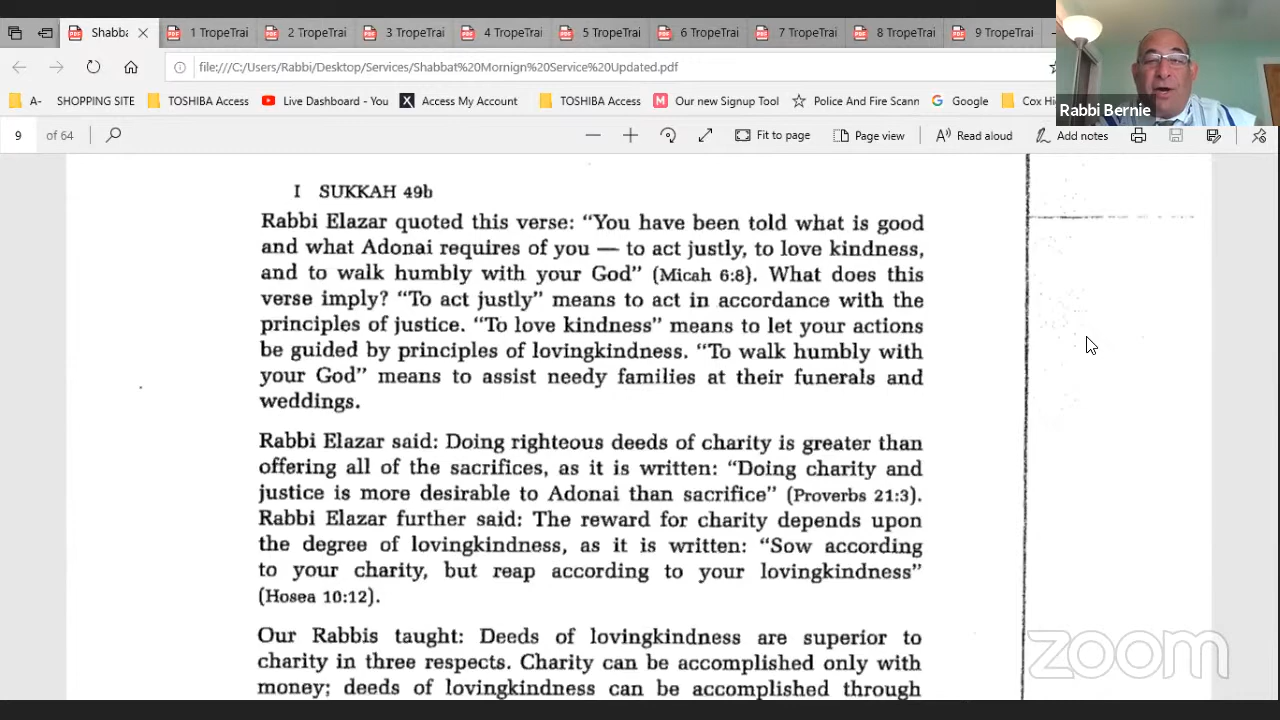 Shabba
1 TropeTrai
2 TropeTrai
3 TropeTrai
4 TropeTrai
5 TropeTrai
6 TropeTrai
7 TropeTrai
8 TropeTrai
9 TropeTrai
file:///C:/Users/Rabbi/Desktop/Services/Shabbat%20Mornign%20Service%20Updated.pdf
A- SHOPPING SITE
TOSHIBA Access
Live Dashboard - You
Access My Account
TOSHIBA Access
Our new Signup Tool
Police And Fire Scann
Google
Cox Hi
Rabbi Bernie
9 of 64
Fit to page
Page view
Read aloud
Add notes
I SUKKAH 49b
Rabbi Elazar quoted this verse: “You have been told what is good
and what Adonai requires of you — to act justly, to love kindness,
and to walk humbly with your God” (Micah 6:8). What does this
verse imply? “To act justly” means to act in accordance with the
principles of justice. “To love kindness” means to let your actions
be guided by principles of lovingkindness. “To walk humbly with
your God” means to assist needy families at their funerals and
weddings.
Rabbi Elazar said: Doing righteous deeds of charity is greater than
offering all of the sacrifices, as it is written: “Doing charity and
justice is more desirable to Adonai than sacrifice” (Proverbs 21:3).
Rabbi Elazar further said: The reward for charity depends upon
the degree of lovingkindness, as it is written: “Sow according
to your charity, but reap according to your lovingkindness”
(Hosea 10:12).
Our Rabbis taught: Deeds of lovingkindness are superior to
charity in three respects. Charity can be accomplished only with
money; deeds of lovingkindness can be accomplished through
zoom